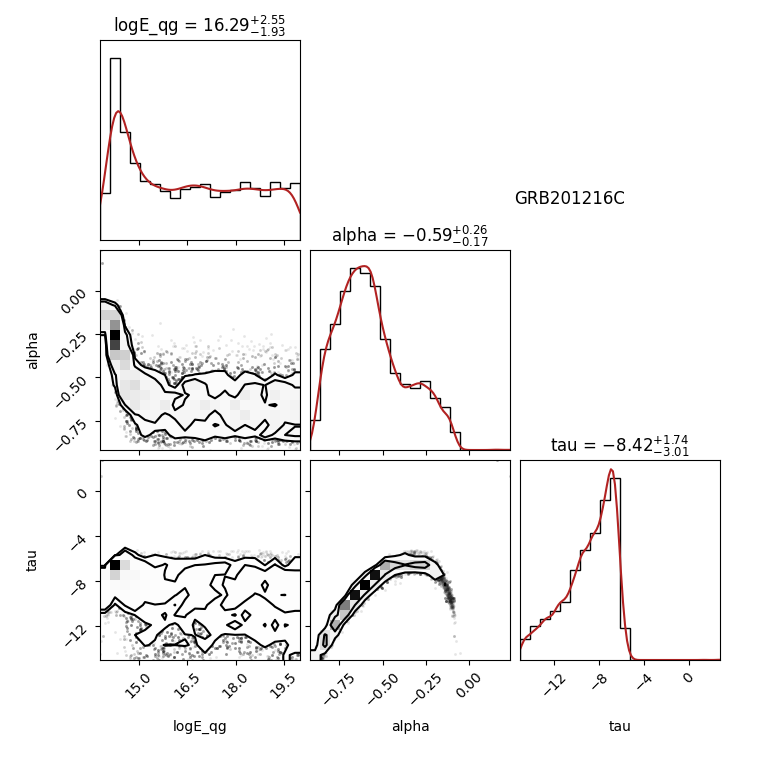 logE_qg = 16.29+2.55 −1.93
GRB201216C
alpha = −0.59+0.26 −0.17
0.00
−0.25
−0.50
−0.75
alpha
tau = −8.42+1.74 −3.01
0
−4
−8
−12
tau
15.0 16.5 18.0 19.5
−0.75 −0.50 −0.25 0.00
−12 −8 −4 0
logE_qg alpha tau